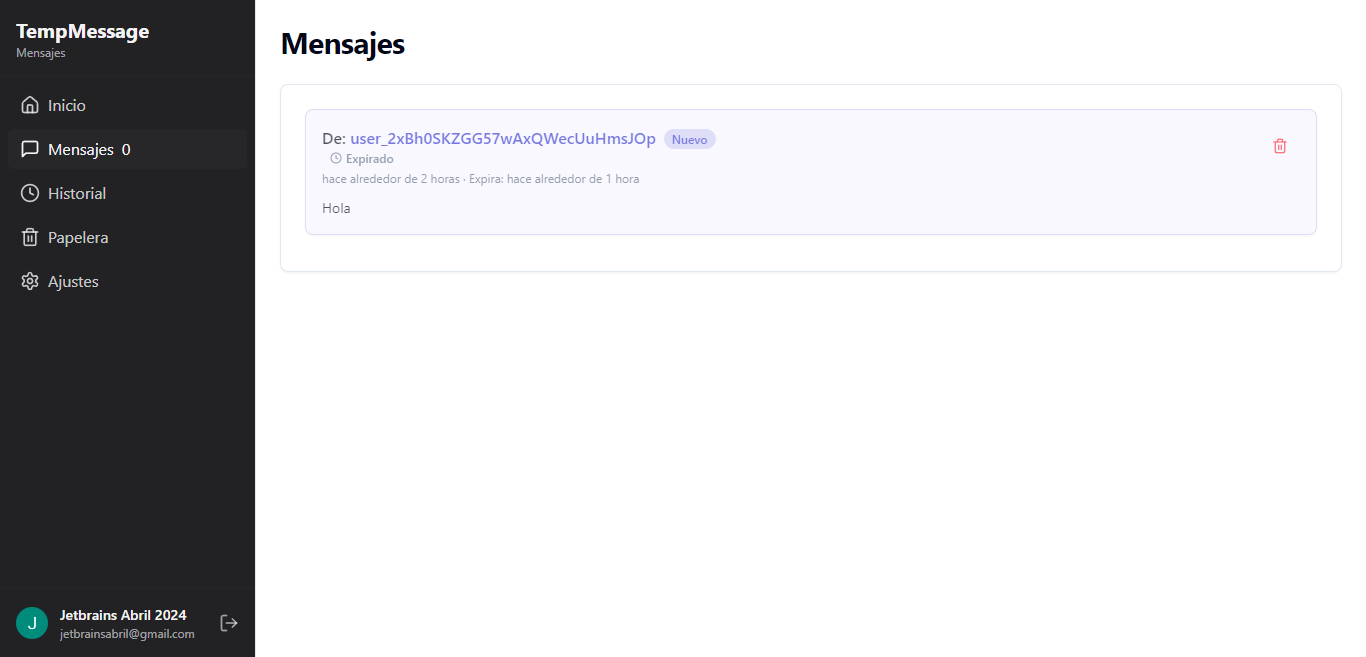 TempMessage
Mensajes
Inicio
Mensajes 0
Historial
Papelera
Ajustes
Jetbrains Abril 2024
J
jetbrainsabril@gmail.com
Mensajes
De: user_2xBh0SKZGG57wAxQWecUuHmsJOp Nuevo
Expirado
hace alrededor de 2 horas · Expira: hace alrededor de 1 hora
Hola